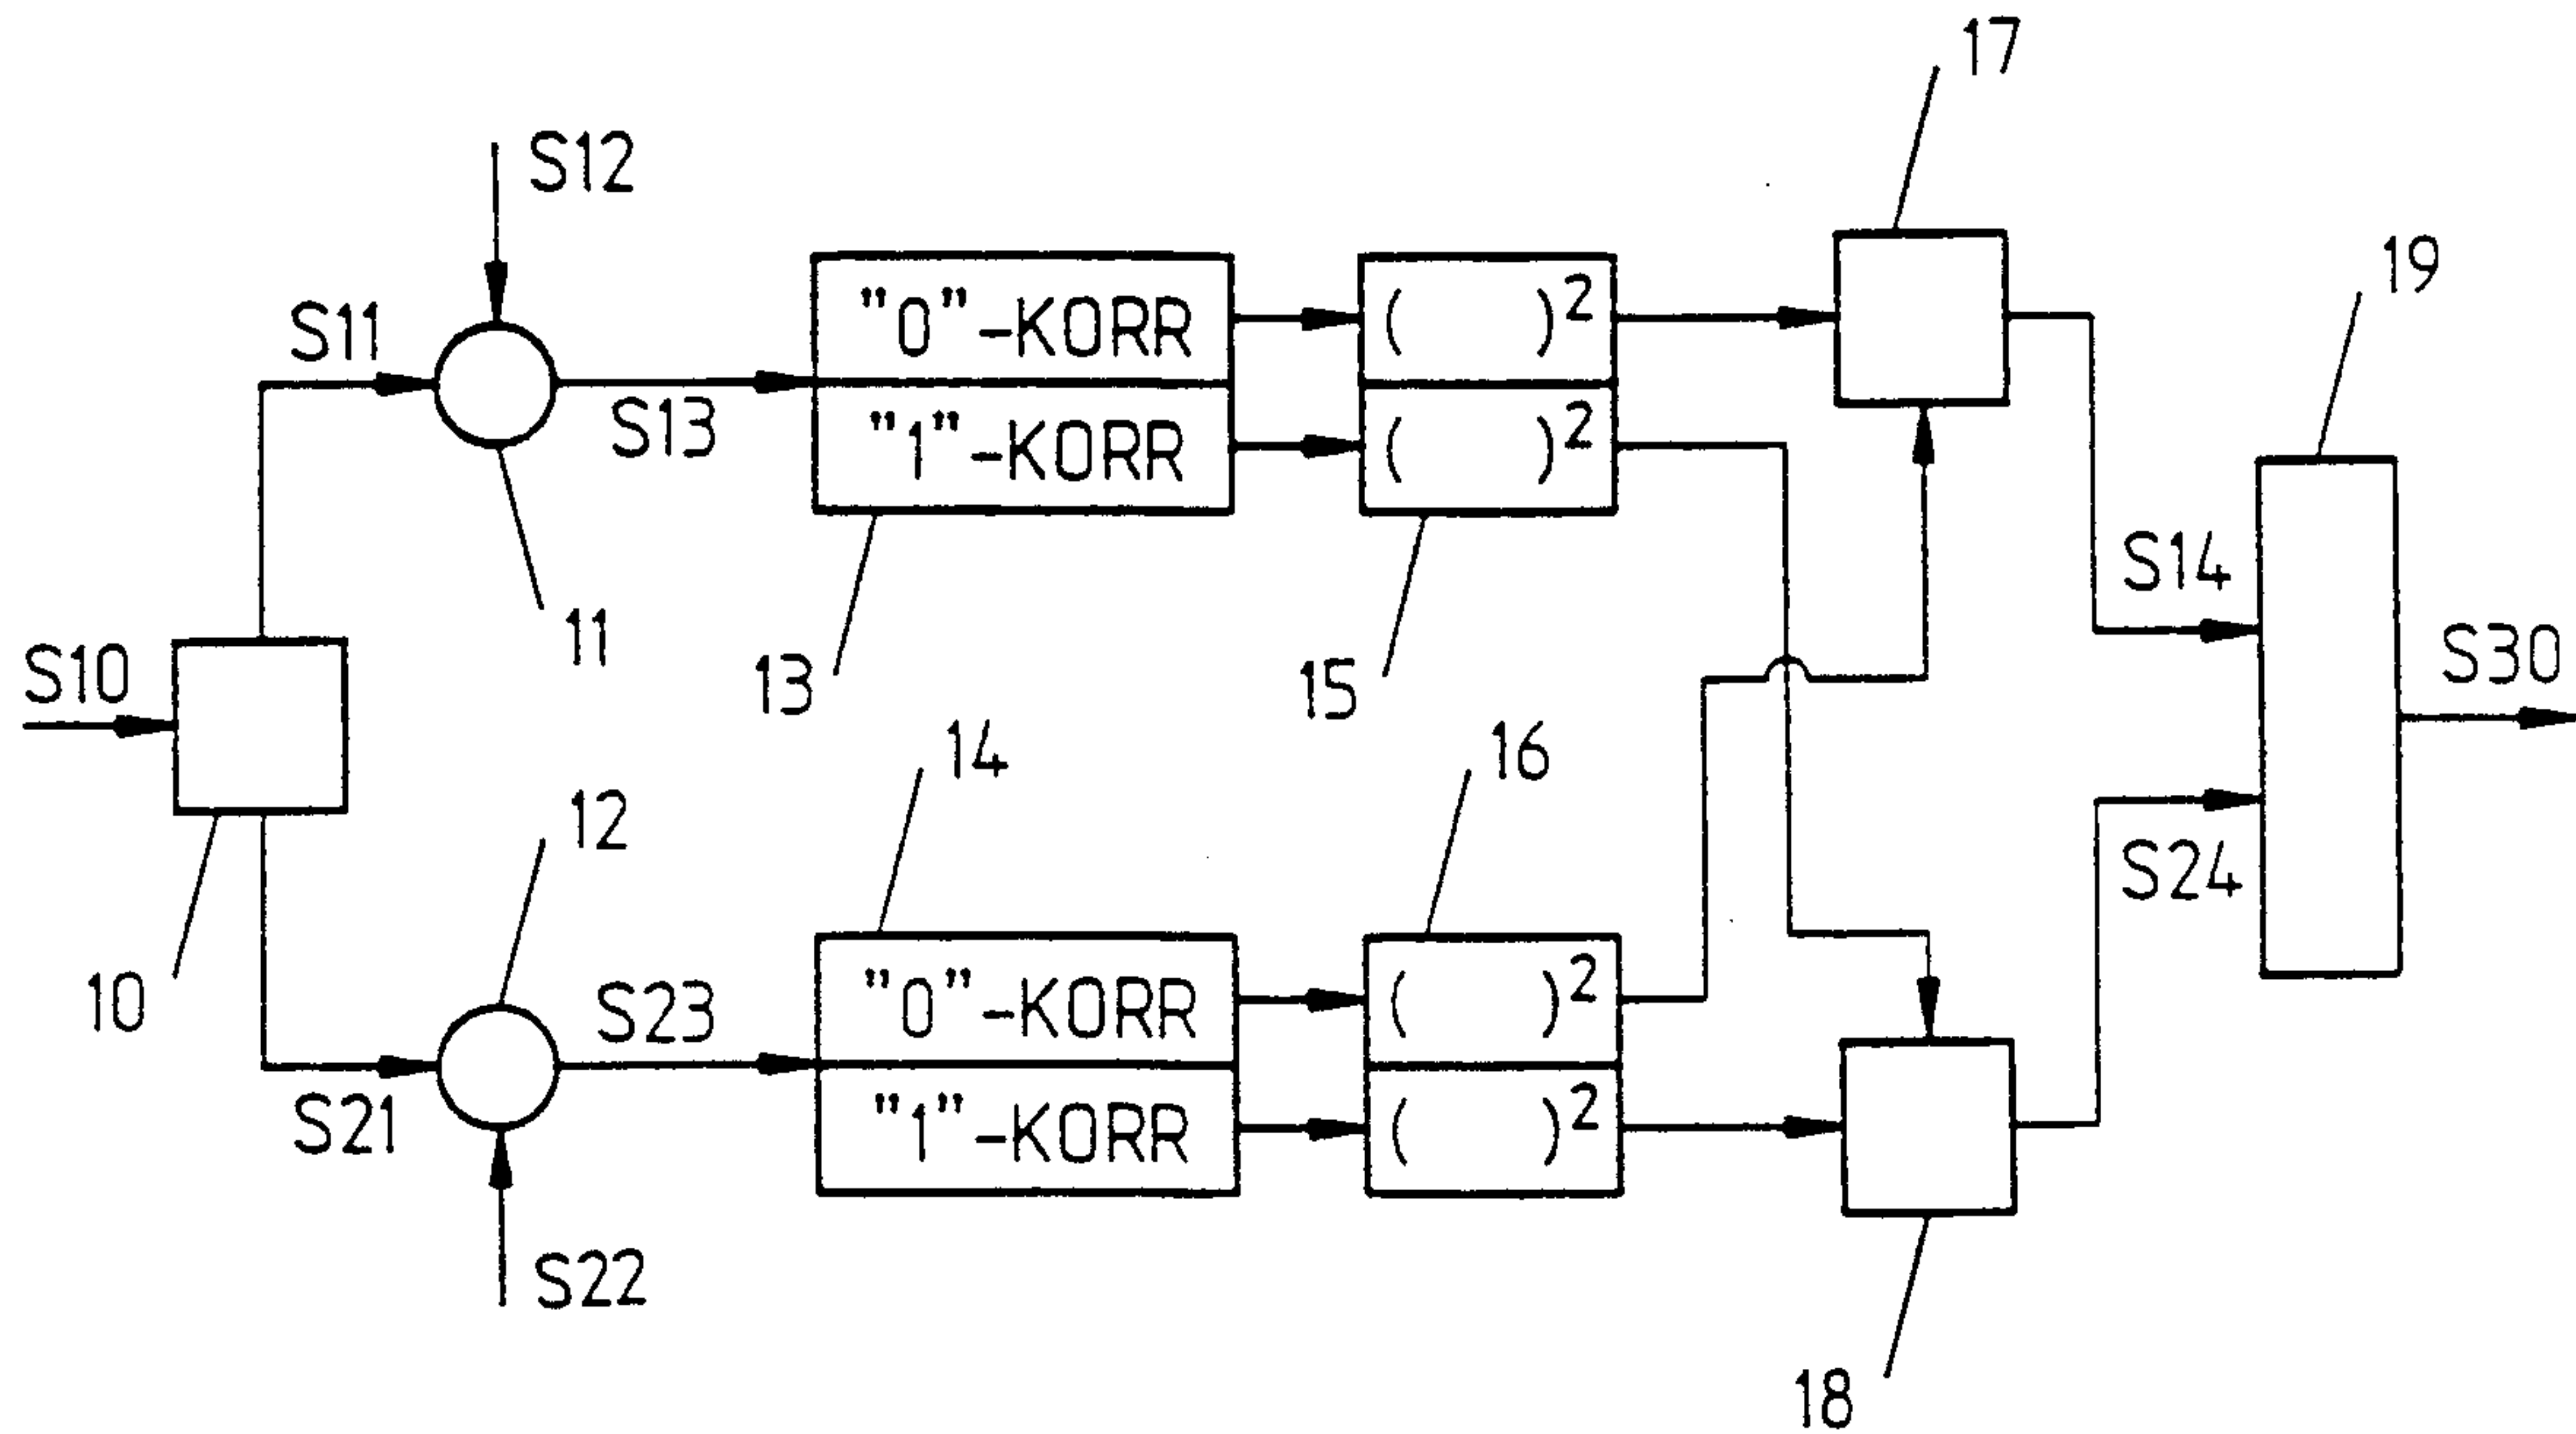 17
S12
19
"0"-KORR
( )²
S11
S13
"1"-KORR
( )²
S14
11
S10
13
15
S30
14
16
12
S24
10
S23
"0"-KORR
( )²
S21
"1"-KORR
( )²
S22
18